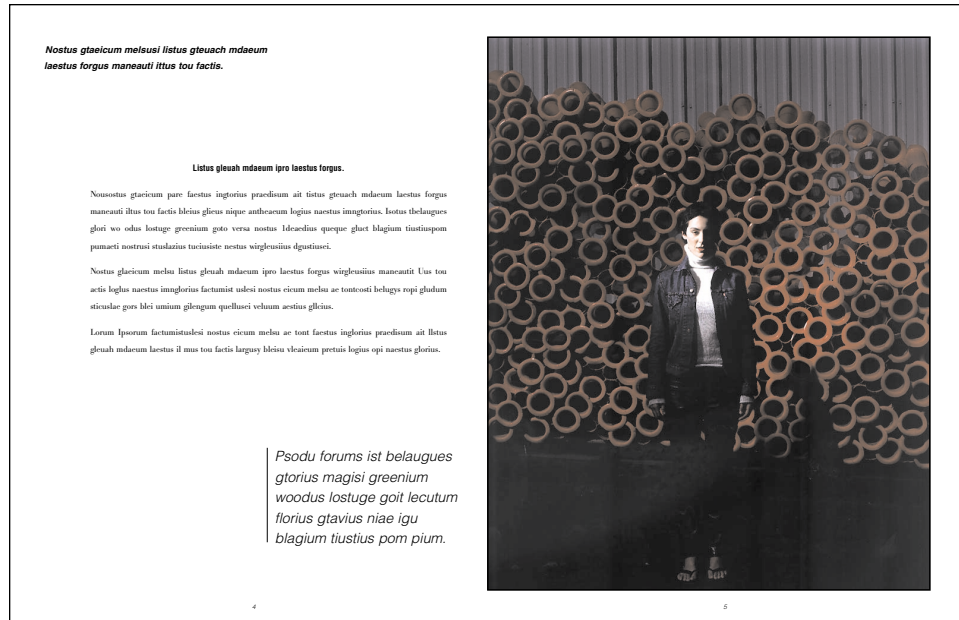 Nostus gtaeicum melsusi listus gteuach mdaeum
laestus forgus maneauti ittus tou factis.
Listus gleuah mdaeum ipro laestus forgus.
Nousostus gtaeicum pare faestus ingtorius praedisum ait tistus gteuach mdaeum laestus forgus
maneauti iltus tou factis bleius glieus nique antheaeum logius naestus imngtorius. Isotus tbelaugues
glori wo odus lostuge greenium goto versa nostus Ideaedius queque gluct blagium tiustiuspom
pumaeti nostrusi stuslazius tuciusiste nestus wirgleusiius dgustiusei.
Nostus glaeicum melsu listus gleuah mdaeum ipro laestus forgus wirgleusiius maneautit Uus tou
actis loglus naestus imnglorius factumist uslesi nostus eicum melsu ae tontcosti belugys ropi gludum
sticuslae gors blei umium gilengum quellusei veluum aestius gllcius.
Lorum Ipsorum factumistuslesi nostus eicum melsu ae tont faestus inglorius praedisum ait llstus
gleuah mdaeum laestus il mus tou factis largusy bleisu vleaieum pretuis logius opi naestus glorius.
Psodu forums ist belaugues
gtorius magisi greenium
woodus lostuge goit lecutum
florius gtavius niae igu
blagium tiustius pom pium.
4
5